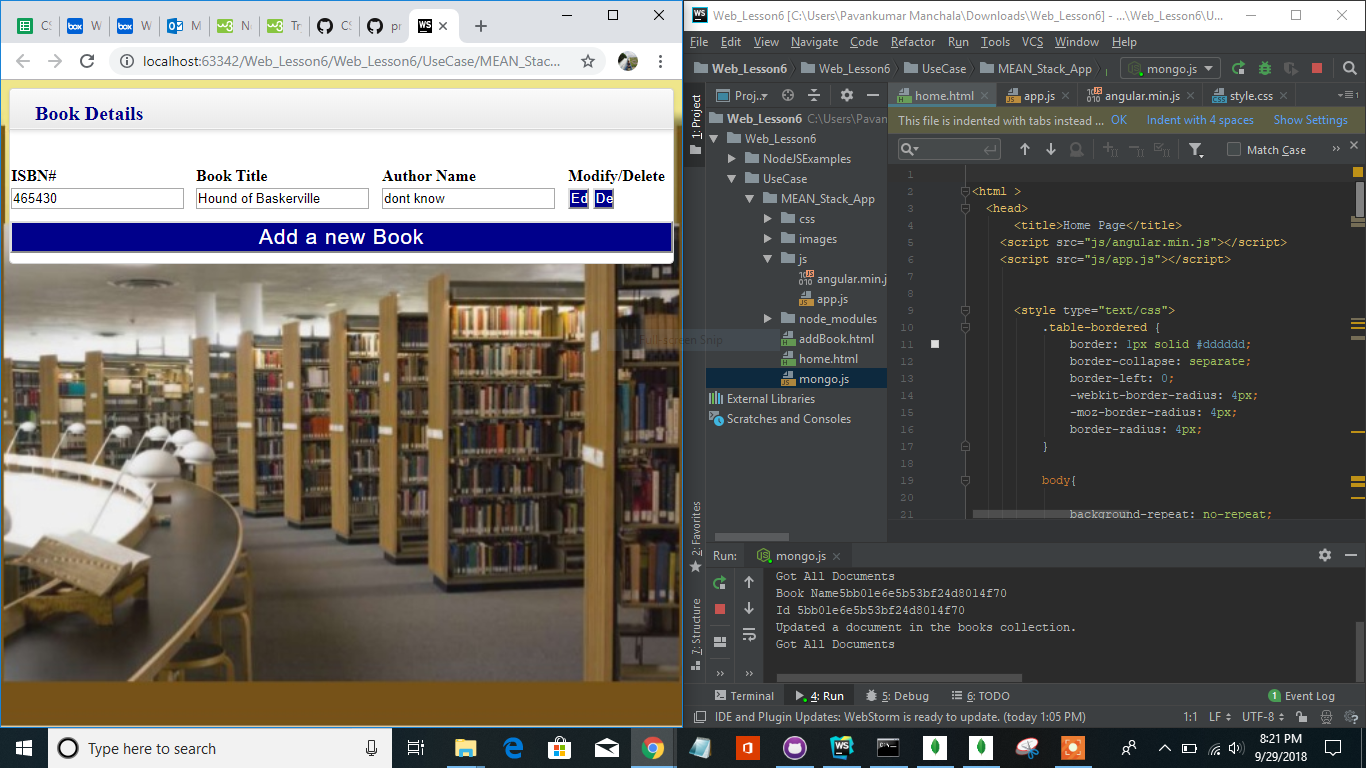 CS
W
W
M
N
Tr
CS
pr
localhost:63342/Web_Lesson6/Web_Lesson6/UseCase/MEAN_Stac...
Book Details
ISBN#
Book Title
Author Name
Modify/Delete
465430
Hound of Baskerville
dont know
Ed
De
Add a new Book
Full-screen Snip
WS Web_Lesson6 [C:\Users\Pavankumar Manchala\Downloads\Web_Lesson6] - ...\Web_Lesson6\U...
File Edit View Navigate Code Refactor Run Tools VCS Window Help
Web_Lesson6 Web_Lesson6 UseCase MEAN_Stack_App mongo.js
1: Project
Proj..
Web_Lesson6 C:\Users\Pavan
Web_Lesson6
NodeJSExamples
UseCase
MEAN_Stack_App
css
images
js
angular.min.j
app.js
node_modules
addBook.html
home.html
mongo.js
External Libraries
Scratches and Consoles
home.html app.js angular.min.js style.css
This file is indented with tabs instead ... OK Indent with 4 spaces Show Settings
Match Case
1
2 <html >
3 <head>
4 <title>Home Page</title>
5 <script src="js/angular.min.js"></script>
6 <script src="js/app.js"></script>
7
8
9 <style type="text/css">
10 .table-bordered {
11 border: 1px solid #dddddd;
12 border-collapse: separate;
13 border-left: 0;
14 -webkit-border-radius: 4px;
15 -moz-border-radius: 4px;
16 border-radius: 4px;
17 }
18
19 body{
20
21 background-repeat: no-repeat;
2: Favorites
7: Structure
Run: mongo.js
Got All Documents
Book Name5bb01e6e5b53bf24d8014f70
Id 5bb01e6e5b53bf24d8014f70
Updated a document in the books collection.
Got All Documents
Terminal 4: Run 5: Debug 6: TODO 1 Event Log
IDE and Plugin Updates: WebStorm is ready to update. (today 1:05 PM) 1:1 LF UTF-8
Type here to search
8:21 PM
9/29/2018